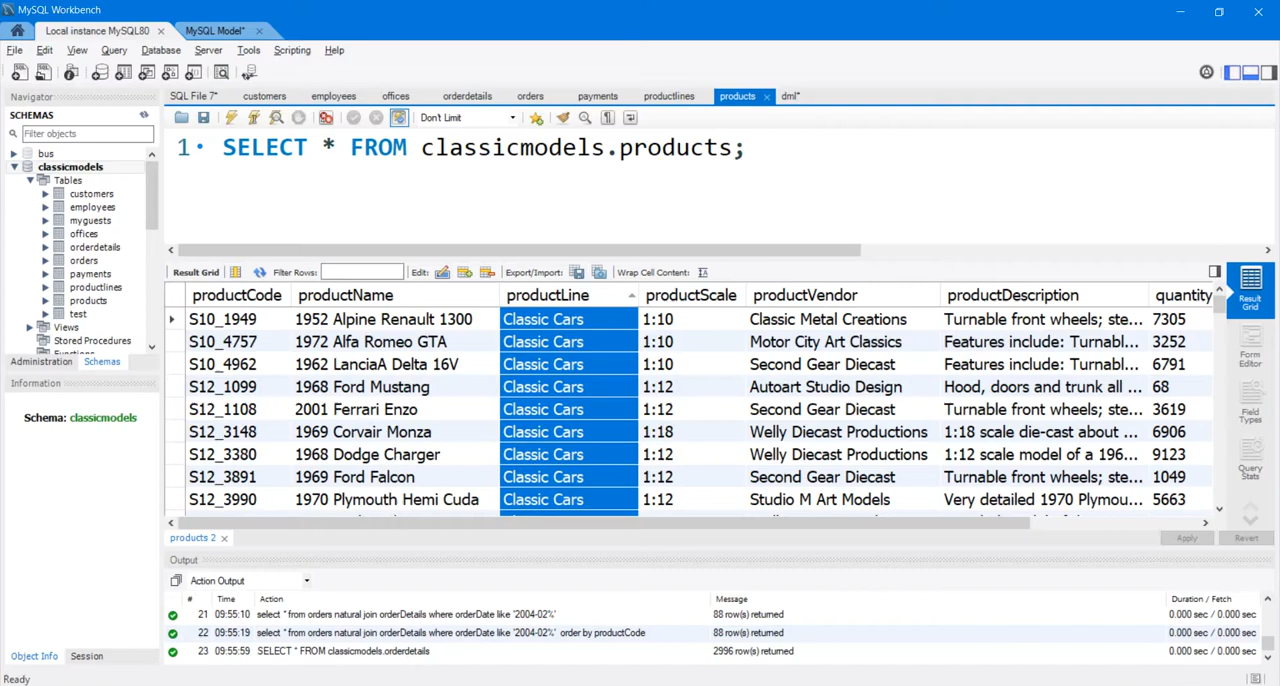 MySQL Workbench
Local instance MySQL80 MySQL Model*
File Edit View Query Database Server Tools Scripting Help
Navigator
SCHEMAS
Filter objects
bus
classicmodels
Tables
customers
employees
myguests
offices
orderdetails
orders
payments
productlines
products
test
Views
Stored Procedures
Functions
Administration Schemas
Information
Schema: classicmodels
Object Info Session
SQL File 7* customers employees offices orderdetails orders payments productlines products dml*
Don't Limit
1 SELECT * FROM classicmodels.products;
Result Grid Filter Rows: Edit: Export/Import: Wrap Cell Content:
productCode productName productLine productScale productVendor productDescription quantity
S10_1949 1952 Alpine Renault 1300 Classic Cars 1:10 Classic Metal Creations Turnable front wheels; ste... 7305
S10_4757 1972 Alfa Romeo GTA Classic Cars 1:10 Motor City Art Classics Features include: Turnabl... 3252
S10_4962 1962 LanciaA Delta 16V Classic Cars 1:10 Second Gear Diecast Features include: Turnabl... 6791
S12_1099 1968 Ford Mustang Classic Cars 1:12 Autoart Studio Design Hood, doors and trunk all ... 68
S12_1108 2001 Ferrari Enzo Classic Cars 1:12 Second Gear Diecast Turnable front wheels; ste... 3619
S12_3148 1969 Corvair Monza Classic Cars 1:18 Welly Diecast Productions 1:18 scale die-cast about ... 6906
S12_3380 1968 Dodge Charger Classic Cars 1:12 Welly Diecast Productions 1:12 scale model of a 196... 9123
S12_3891 1969 Ford Falcon Classic Cars 1:12 Second Gear Diecast Turnable front wheels; ste... 1049
S12_3990 1970 Plymouth Hemi Cuda Classic Cars 1:12 Studio M Art Models Very detailed 1970 Plymou... 5663
Result
Grid
Form
Editor
Field
Types
Query
Stats
products 2 Apply Revert
Output
Action Output
# Time Action Message Duration / Fetch
21 09:55:10 select * from orders natural join orderDetails where orderDate like '2004-02%' 88 row(s) returned 0.000 sec / 0.000 sec
22 09:55:19 select * from orders natural join orderDetails where orderDate like '2004-02%' order by productCode 88 row(s) returned 0.000 sec / 0.000 sec
23 09:55:59 SELECT * FROM classicmodels.orderdetails 2996 row(s) returned 0.000 sec / 0.000 sec
Ready